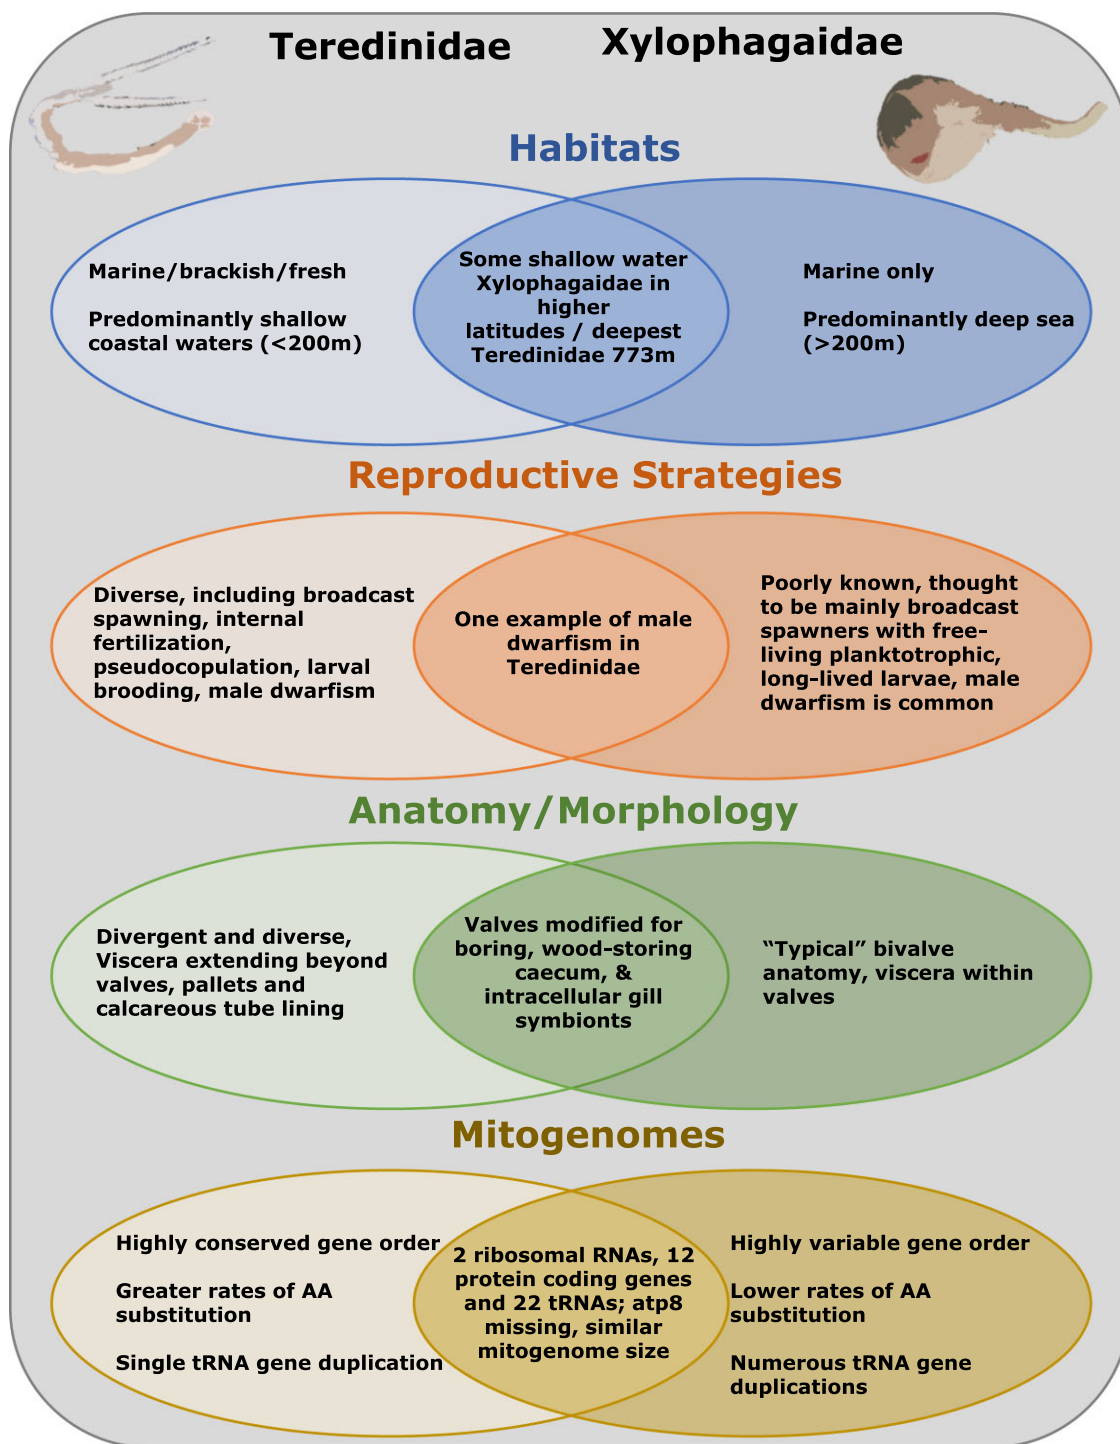 Teredinidae
Xylophagaidae
Habitats
Marine/brackish/fresh
Predominantly shallow
coastal waters (<200m)
Some shallow water
Xylophagaidae in
higher
latitudes / deepest
Teredinidae 773m
Marine only
Predominantly deep sea
(>200m)
Reproductive Strategies
Diverse, including broadcast
spawning, internal
fertilization,
pseudocopulation, larval
brooding, male dwarfism
One example of male
dwarfism in
Teredinidae
Poorly known, thought
to be mainly broadcast
spawners with free-
living planktotrophic,
long-lived larvae, male
dwarfism is common
Anatomy/Morphology
Divergent and diverse,
Viscera extending beyond
valves, pallets and
calcareous tube lining
Valves modified for
boring, wood-storing
caecum, &
intracellular gill
symbionts
“Typical” bivalve
anatomy, viscera within
valves
Mitogenomes
Highly conserved gene order
Greater rates of AA
substitution
Single tRNA gene duplication
2 ribosomal RNAs, 12
protein coding genes
and 22 tRNAs; atp8
missing, similar
mitogenome size
Highly variable gene order
Lower rates of AA
substitution
Numerous tRNA gene
duplications